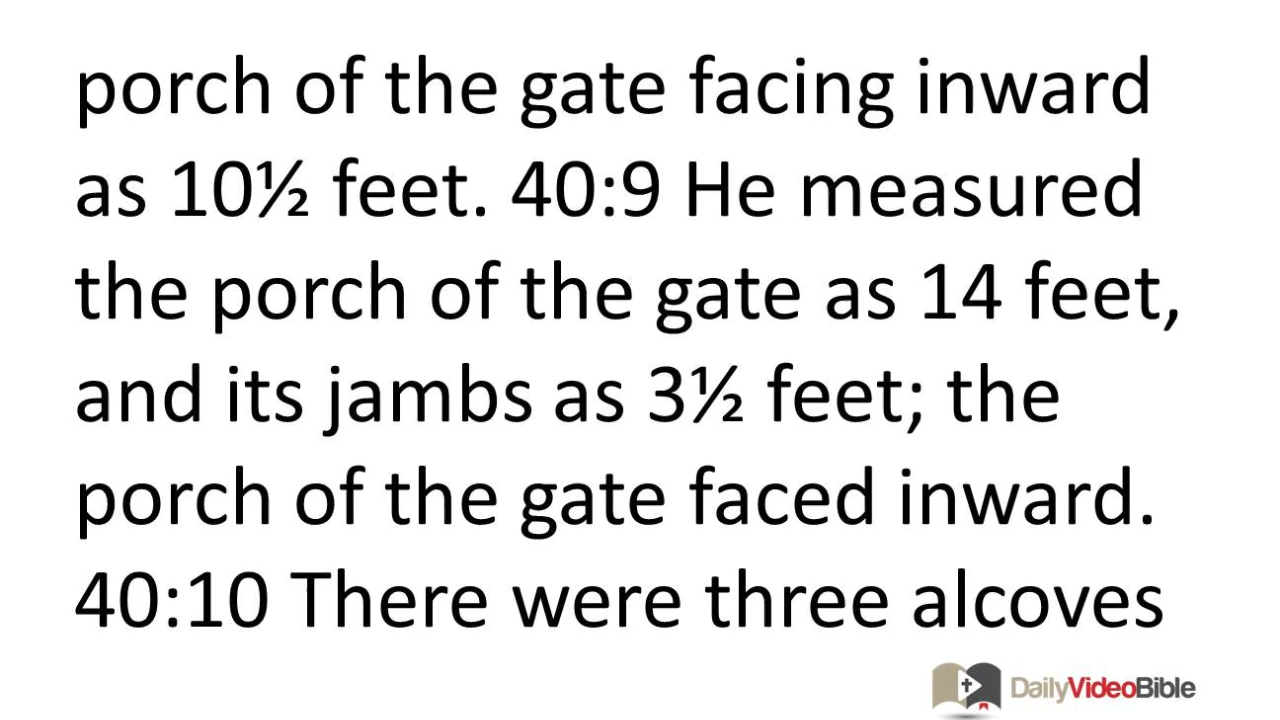 porch of the gate facing inward
as 10½ feet. 40:9 He measured
the porch of the gate as 14 feet,
and its jambs as 3½ feet; the
porch of the gate faced inward.
40:10 There were three alcoves
DailyVideoBible